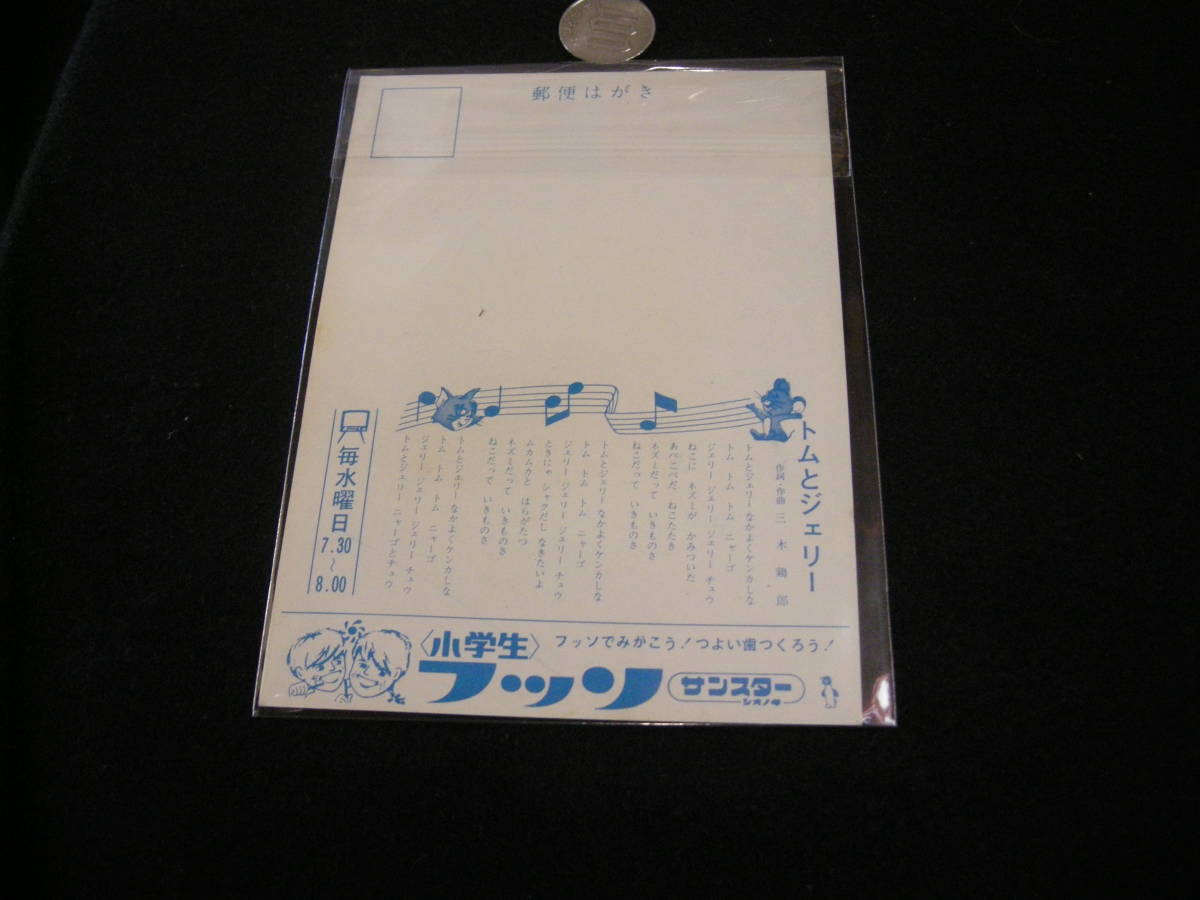 100
郵便はがき
トムとジェリー
作詞・作曲 三木鶏郎
トムとジェリー なかよくケンカしな
トム トム トム ニャーゴ
ジェリー ジェリー ジェリー チュウ
ねこに ネズミが かみついた
あべこべだ ねこたたき
ネズミだって いきものさ
ねこだって いきものさ
トムとジェリー なかよくケンカしな
トム トム トム ニャーゴ
ジェリー ジェリー ジェリー チュウ
ときにゃ シャクだし なきたいよ
ムカムカと はらがたつ
ネズミだって いきものさ
ねこだって いきものさ
トムとジェリー なかよくケンカしな
トム トム トム ニャーゴ
ジェリー ジェリー ジェリー チュウ
トムとジェリー ニャーゴとチュウ
毎水曜日
7.30
〜
8.00
〈小学生〉
フッソでみがこう!つよい歯つくろう!
フッソ
サンスター
シオノギ